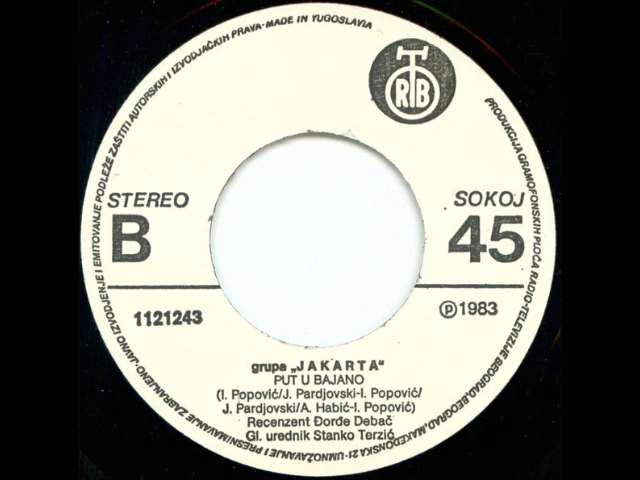 PRODUKCIJA GRAMOFONSKIH PLOČA RADIO-TELEVIZIJE BEOGRAD, BEOGRAD, MAKEDONSKA 21 · UMNOŽAVANJE I PRESNIMAVANJE ZABRANJENO · JAVNO IZVODJENJE I EMITOVANJE PODLEŽE ZAŠTITI AUTORSKIH I IZVODJAČKIH PRAVA · MADE IN YUGOSLAVIA
RTB
STEREO
B
SOKOJ
45
1121243
℗ 1983
grupa „JAKARTA“
PUT U BAJANO
(I. Popović/J. Pardjovski-I. Popović/
J. Pardjovski/A. Habić-I. Popović)
Recenzent Đorđe Debač
Gl. urednik Stanko Terzić